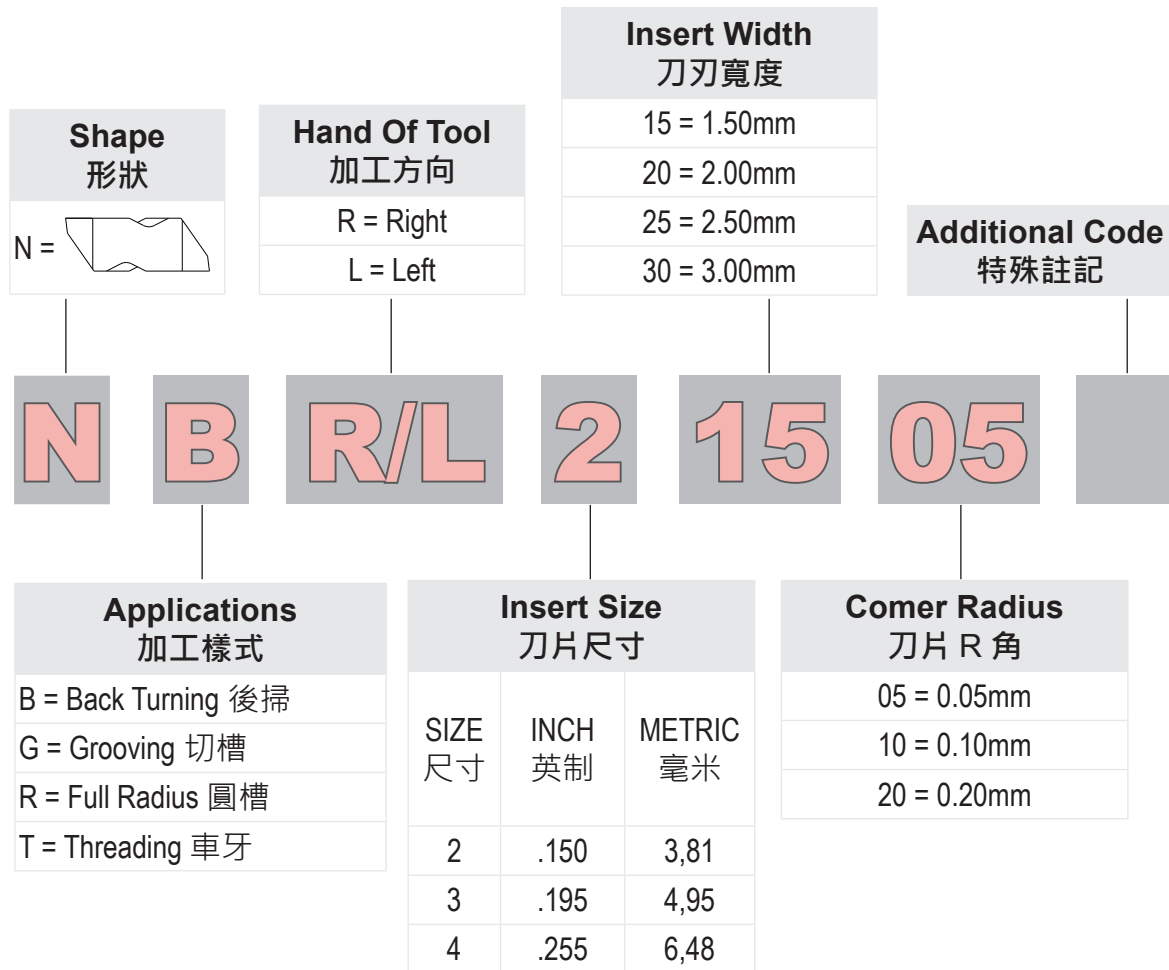 Shape
形狀
N =
Hand Of Tool
加工方向
R = Right
L = Left
Insert Width
刀刃寬度
15 = 1.50mm
20 = 2.00mm
25 = 2.50mm
30 = 3.00mm
Additional Code
特殊註記
N B R/L 2 15 05
Applications
加工樣式
B = Back Turning 後掃
G = Grooving 切槽
R = Full Radius 圓槽
T = Threading 車牙
Insert Size
刀片尺寸
SIZE INCH METRIC
尺寸 英制 毫米
2 .150 3,81
3 .195 4,95
4 .255 6,48
Comer Radius
刀片 R 角
05 = 0.05mm
10 = 0.10mm
20 = 0.20mm